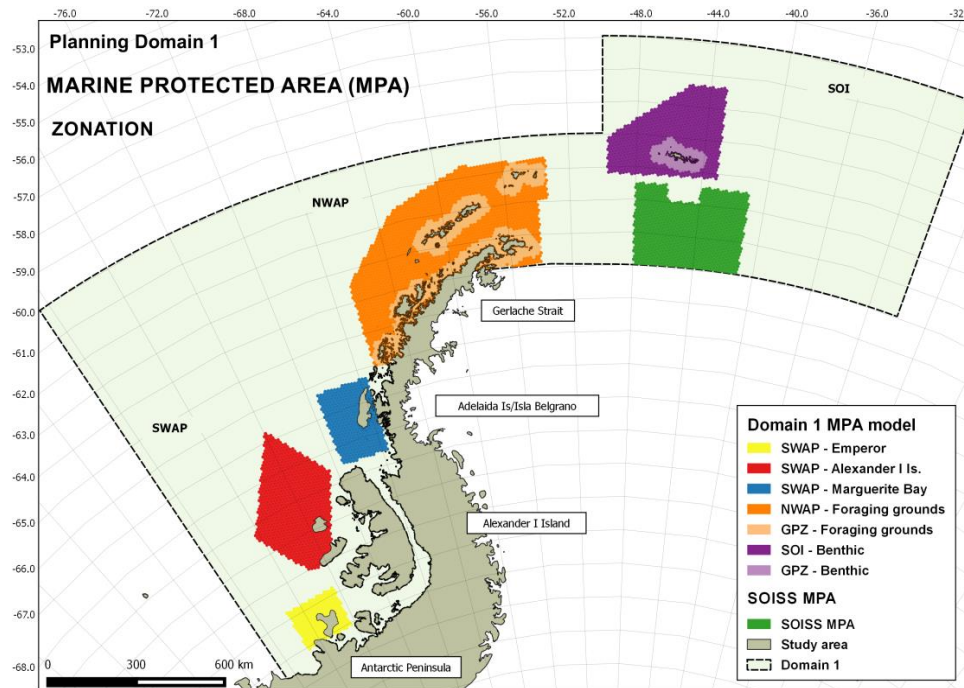 -76.0
-72.0
-68.0
-64.0
-60.0
-56.0
-52.0
-48.0
-44.0
-40.0
-36.0
-32
-53.0
-54.0
-55.0
-56.0
-57.0
-58.0
-59.0
-60.0
-61.0
-62.0
-63.0
-64.0
-65.0
-66.0
-67.0
-68.0
Planning Domain 1
MARINE PROTECTED AREA (MPA)
ZONATION
SOI
NWAP
SWAP
Gerlache Strait
Adelaida Is/Isla Belgrano
Alexander I Island
Antarctic Peninsula
Domain 1 MPA model
SWAP - Emperor
SWAP - Alexander I Is.
SWAP - Marguerite Bay
NWAP - Foraging grounds
GPZ - Foraging grounds
SOI - Benthic
GPZ - Benthic
SOISS MPA
SOISS MPA
Study area
Domain 1
0 300 600 km